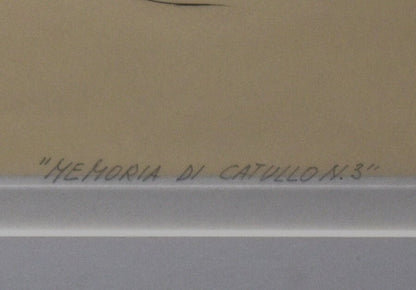 "MEMORIA DI CATULLO N.3"